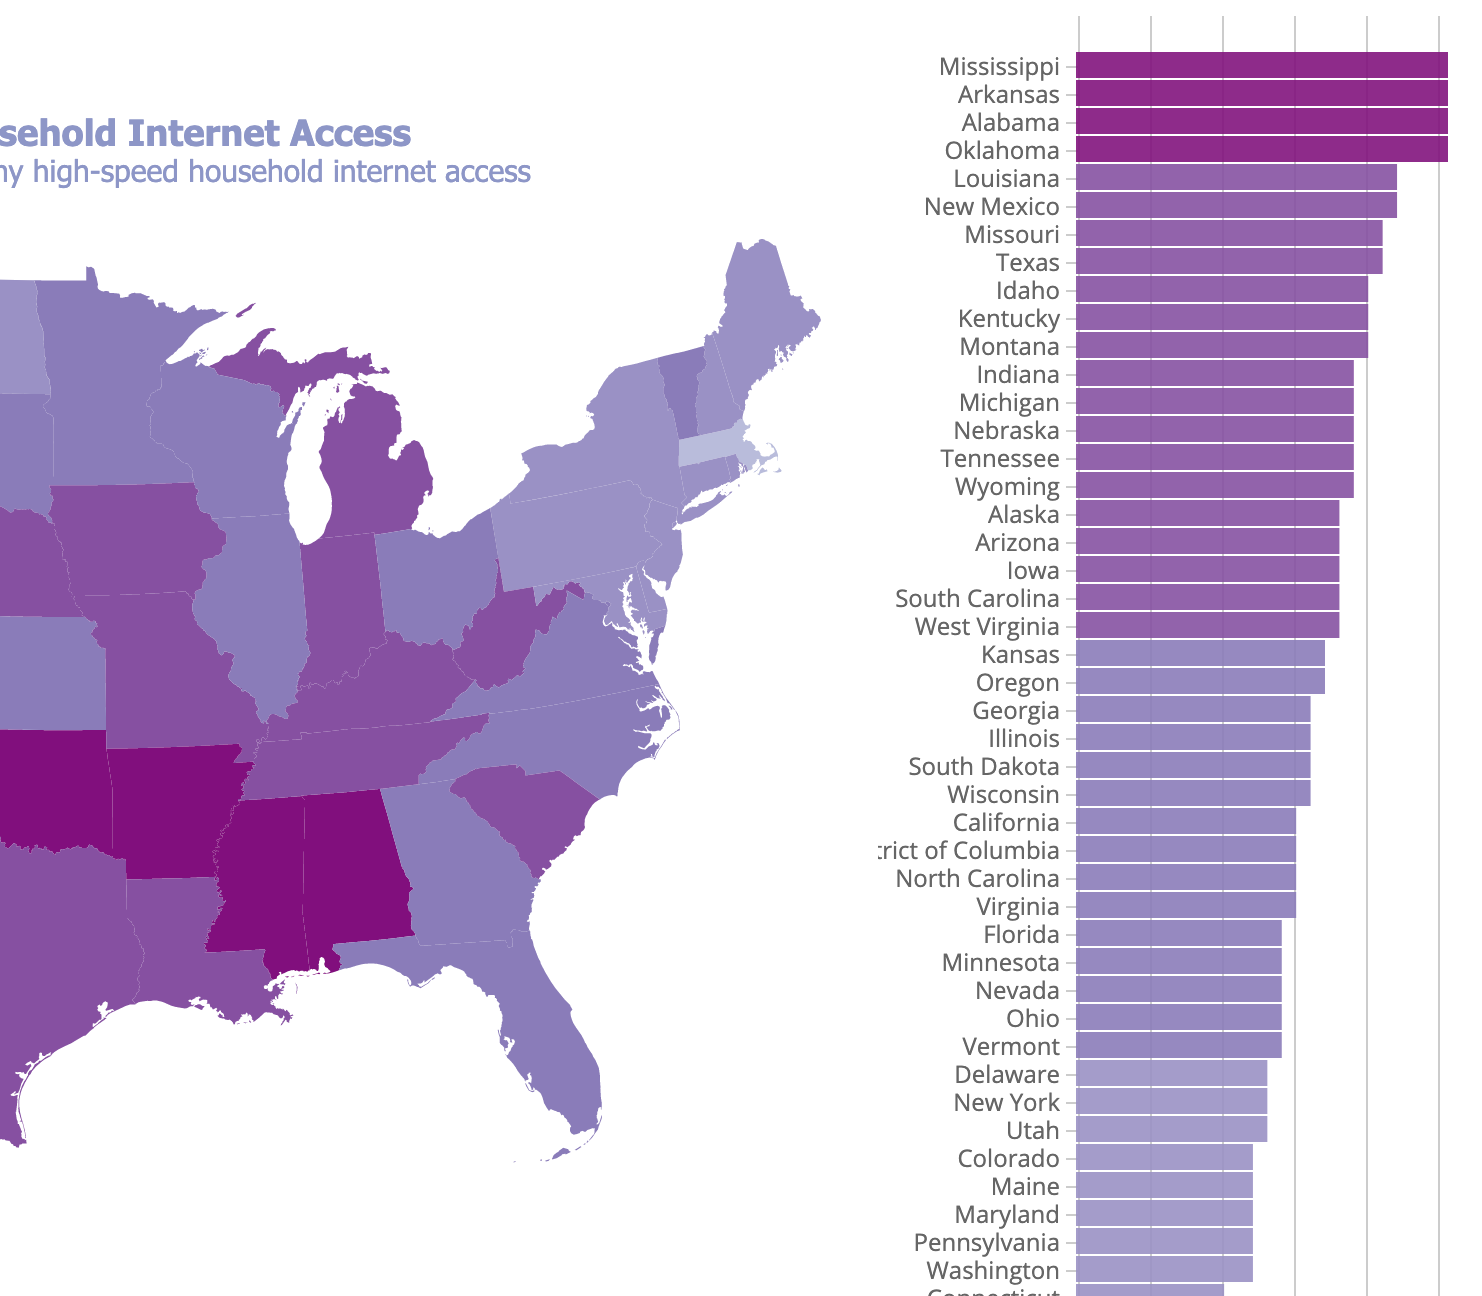 sehold Internet Access
ny high-speed household internet access
Mississippi
Arkansas
Alabama
Oklahoma
Louisiana
New Mexico
Missouri
Texas
Idaho
Kentucky
Montana
Indiana
Michigan
Nebraska
Tennessee
Wyoming
Alaska
Arizona
Iowa
South Carolina
West Virginia
Kansas
Oregon
Georgia
Illinois
South Dakota
Wisconsin
California
trict of Columbia
North Carolina
Virginia
Florida
Minnesota
Nevada
Ohio
Vermont
Delaware
New York
Utah
Colorado
Maine
Maryland
Pennsylvania
Washington
Connecticut